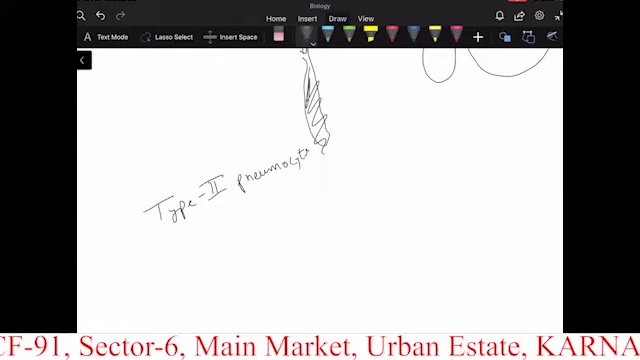 Biology
Home Insert Draw View
A Text Mode Lasso Select Insert Space
Type-II pneumocyte
CF-91, Sector-6, Main Market, Urban Estate, KARNA